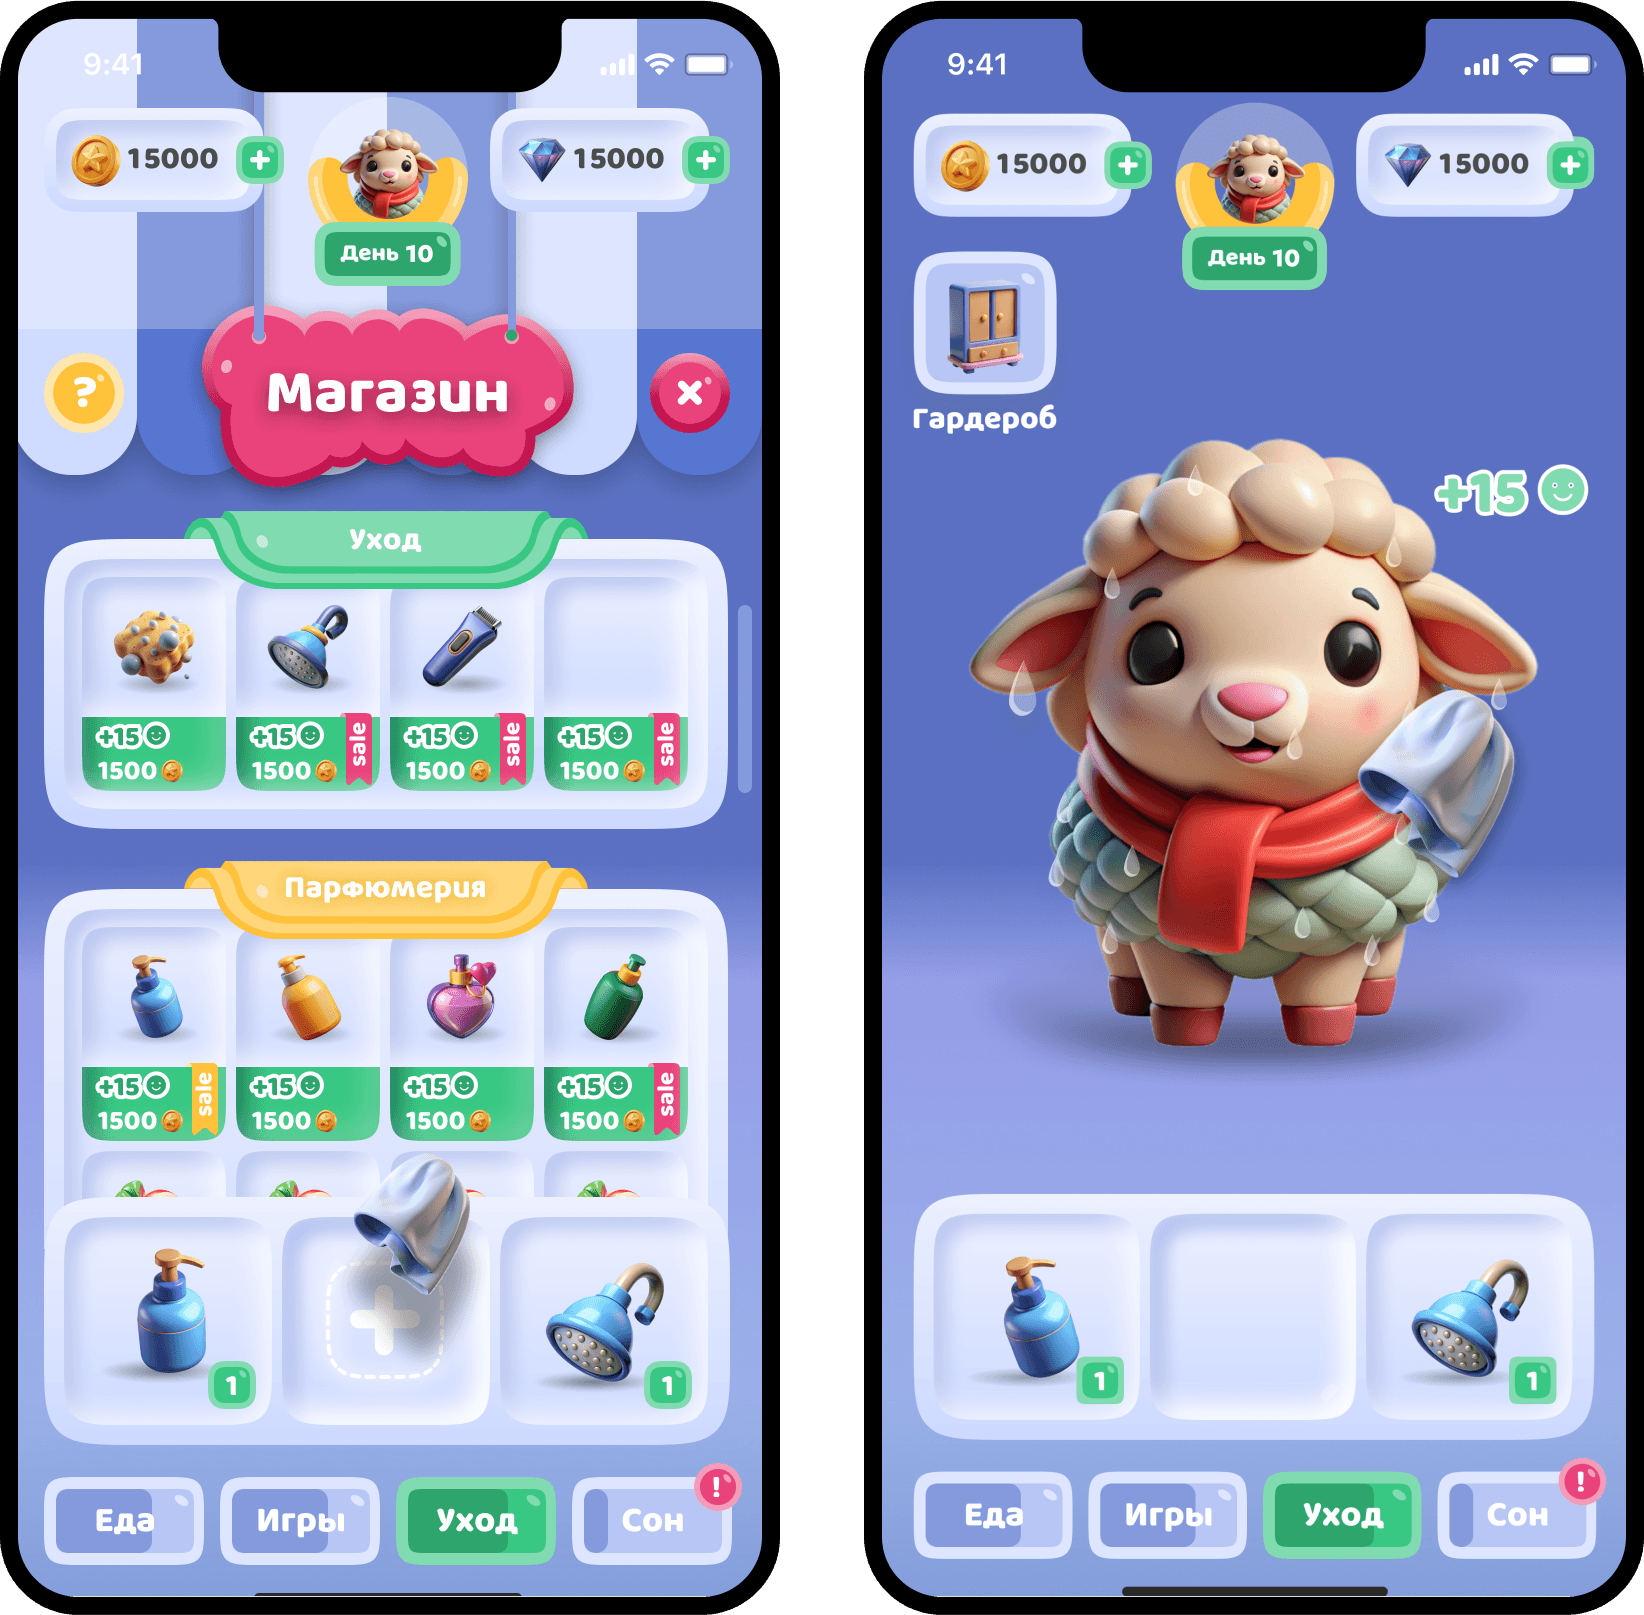 9:41
15000
+
15000
+
День 10
?
Магазин
×
Уход
+15
1500
+15
1500
sale
+15
1500
sale
+15
1500
sale
Парфюмерия
+15
1500
sale
+15
1500
+15
1500
+15
1500
sale
1
1
Еда
Игры
Уход
Сон
!
9:41
15000
+
15000
+
День 10
Гардероб
+15
1
1
Еда
Игры
Уход
Сон
!